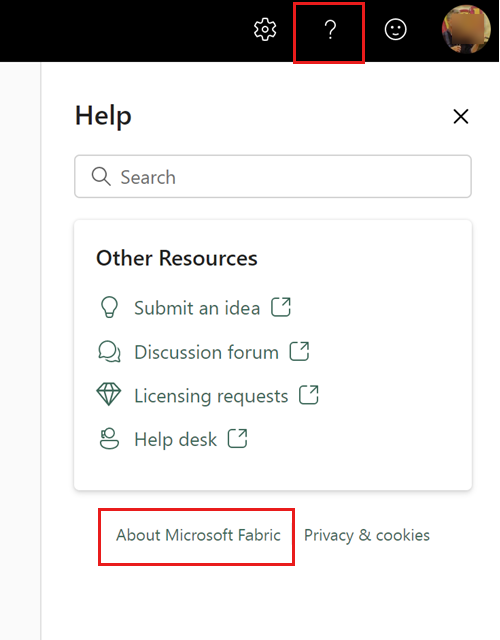 ?
Help
Search
Other Resources
Submit an idea
Discussion forum
Licensing requests
Help desk
About Microsoft Fabric Privacy & cookies